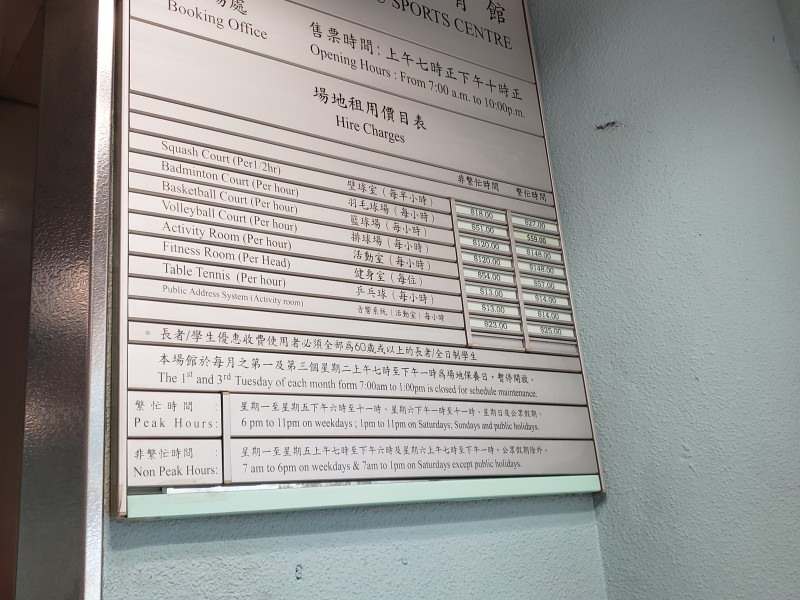 育館
SPORTS CENTRE
Booking Office
售票時間：上午七時正下午十時正
Opening Hours : From 7:00 a.m. to 10:00p.m.
場地租用價目表
Hire Charges
非繁忙時間 繁忙時間
Squash Court (Per1/2hr) 壁球室（每半小時） $18.00 $27.00
Badminton Court (Per hour) 羽毛球場（每小時） $51.00 $59.00
Basketball Court (Per hour) 籃球場（每小時） $120.00 $148.00
Volleyball Court (Per hour) 排球場（每小時） $120.00 $148.00
Activity Room (Per hour) 活動室（每小時） $54.00 $57.00
Fitness Room (Per Head) 健身室（每位） $13.00 $14.00
Table Tennis (Per hour) 乒乓球（每小時） $13.00 $14.00
Public Address System (Activity room) 音響系統（活動室）每小時 $23.00 $25.00
* 長者/學生優惠收費使用者必須全部為60歲或以上的長者/全日制學生
本場館於每月之第一及第三個星期二上午七時至下午一時為場地保養日，暫停開放。
The 1st and 3rd Tuesday of each month form 7:00am to 1:00pm is closed for schedule maintenance.
繁忙時間 : 星期一至星期五下午六時至十一時、星期六下午一時至十一時、星期日及公眾假期。
Peak Hours: 6 pm to 11pm on weekdays ; 1pm to 11pm on Saturdays; Sundays and public holidays.
非繁忙時間 : 星期一至星期五上午七時至下午六時及星期六上午七時至下午一時，公眾假期除外。
Non Peak Hours: 7 am to 6pm on weekdays & 7am to 1pm on Saturdays except public holidays.